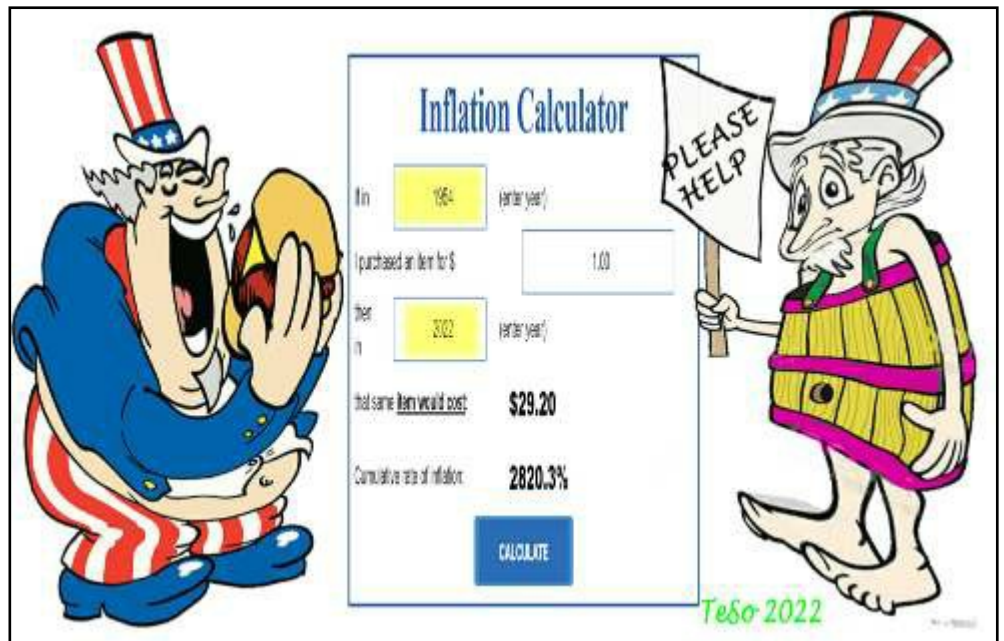 Inflation Calculator
If in (enter year)
I purchased an item for $ 1.00
then
in 2022 (enter year)
that same item would cost: $29.20
Cumulative rate of inflation: 2820.3%
CALCULATE
PLEASE
HELP
TeSo 2022